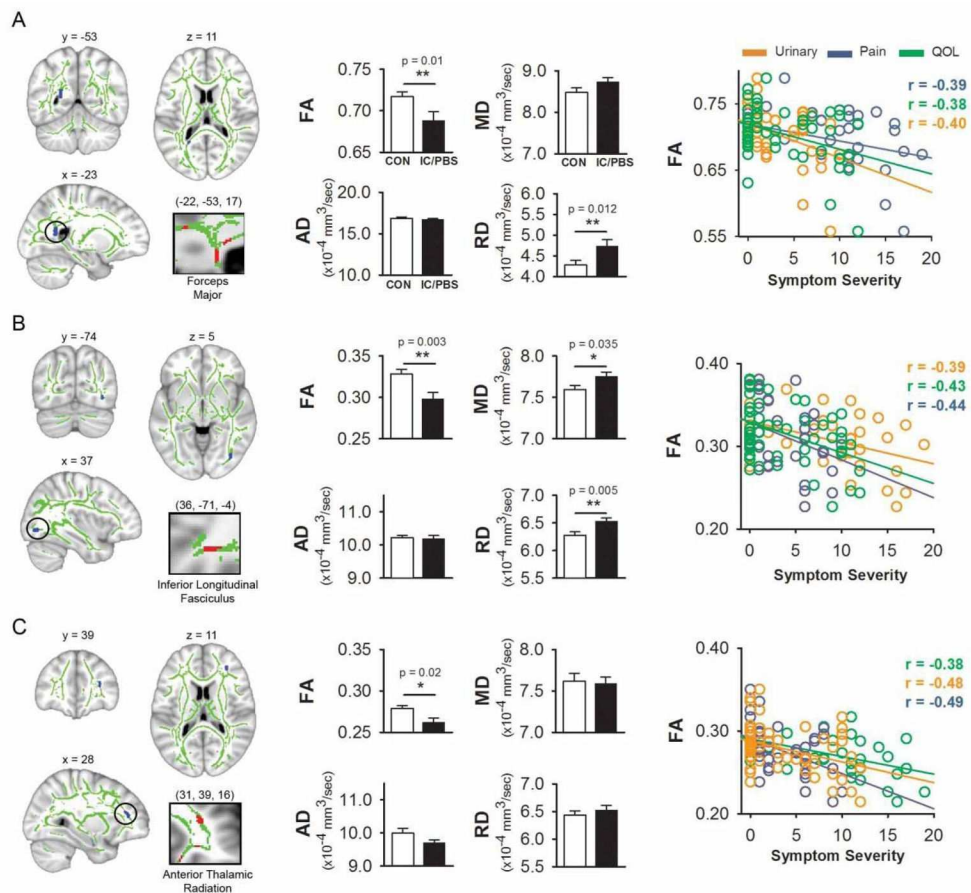 A
y = -53
z = 11
x = -23
(-22, -53, 17)
Forceps
Major
FA
0.75
0.70
0.65
p = 0.01
**
CON IC/PBS
MD
(x10⁻⁴ mm³/sec)
9.0
8.0
7.0
CON IC/PBS
AD
(x10⁻⁴ mm³/sec)
20.0
15.0
10.0
CON IC/PBS
RD
(x10⁻⁴ mm³/sec)
6.0
5.5
5.0
4.5
4.0
p = 0.012
**
Urinary Pain QOL
r = -0.39
r = -0.38
r = -0.40
FA
0.75
0.65
0.55
0 5 10 15 20
Symptom Severity
B
y = -74
z = 5
x = 37
(36, -71, -4)
Inferior Longitudinal
Fasciculus
FA
0.35
0.30
0.25
p = 0.003
**
MD
(x10⁻⁴ mm³/sec)
8.0
7.5
7.0
p = 0.035
*
AD
(x10⁻⁴ mm³/sec)
11.0
10.0
9.0
RD
(x10⁻⁴ mm³/sec)
7.0
6.5
6.0
5.5
p = 0.005
**
r = -0.39
r = -0.43
r = -0.44
FA
0.40
0.30
0.20
0 5 10 15 20
Symptom Severity
C
y = 39
z = 11
x = 28
(31, 39, 16)
Anterior Thalamic
Radiation
FA
0.35
0.30
0.25
p = 0.02
*
MD
(x10⁻⁴ mm³/sec)
8.0
7.5
7.0
AD
(x10⁻⁴ mm³/sec)
11.0
10.0
9.0
RD
(x10⁻⁴ mm³/sec)
7.0
6.5
6.0
5.5
r = -0.38
r = -0.48
r = -0.49
FA
0.40
0.30
0.20
0 5 10 15 20
Symptom Severity